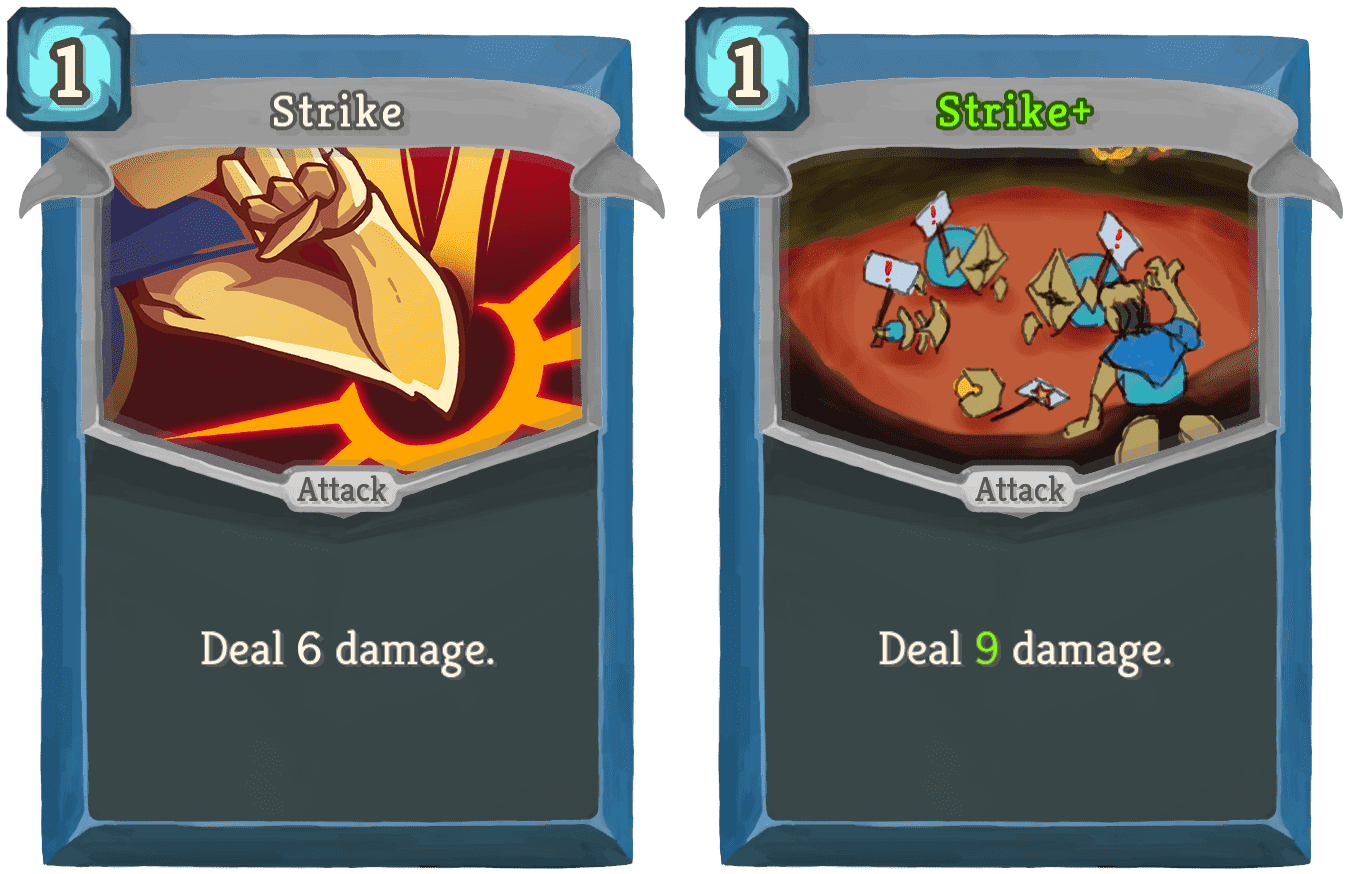 1
Strike
Attack
Deal 6 damage.
1
Strike+
!
!
!
Attack
Deal 9 damage.